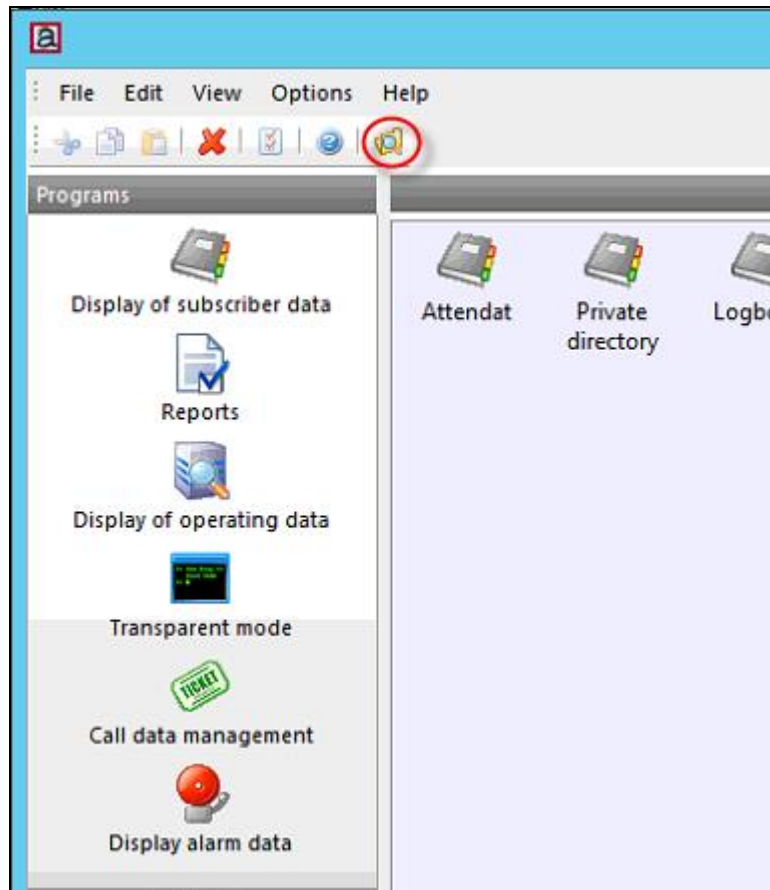 a
File Edit View Options Help
Programs
Display of subscriber data
Reports
Display of operating data
Transparent mode
TICKET
Call data management
Display alarm data
Attendat
Private
directory